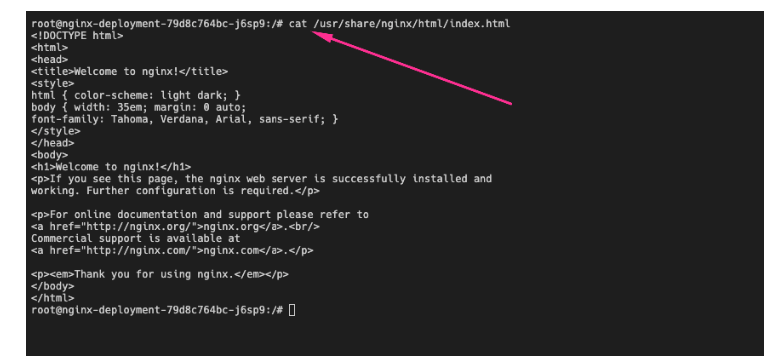 root@nginx-deployment-79d8c764bc-j6sp9:/# cat /usr/share/nginx/html/index.html
<!DOCTYPE html>
<html>
<head>
<title>Welcome to nginx!</title>
<style>
html { color-scheme: light dark; }
body { width: 35em; margin: 0 auto;
font-family: Tahoma, Verdana, Arial, sans-serif; }
</style>
</head>
<body>
<h1>Welcome to nginx!</h1>
<p>If you see this page, the nginx web server is successfully installed and
working. Further configuration is required.</p>

<p>For online documentation and support please refer to
<a href="http://nginx.org/">nginx.org</a>.<br/>
Commercial support is available at
<a href="http://nginx.com/">nginx.com</a>.</p>

<p><em>Thank you for using nginx.</em></p>
</body>
</html>
root@nginx-deployment-79d8c764bc-j6sp9:/#